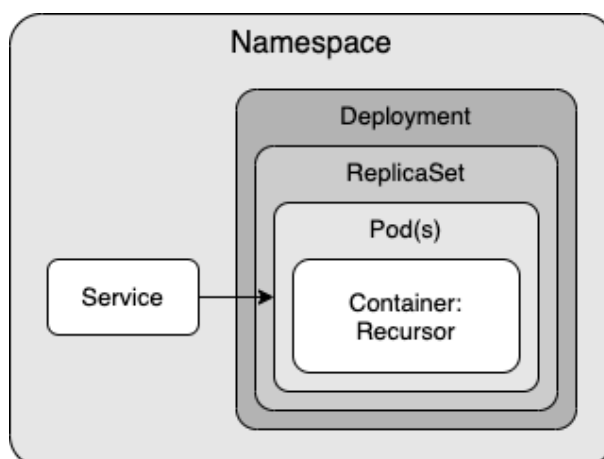 Namespace
Deployment
ReplicaSet
Pod(s)
Service
Container:
Recursor